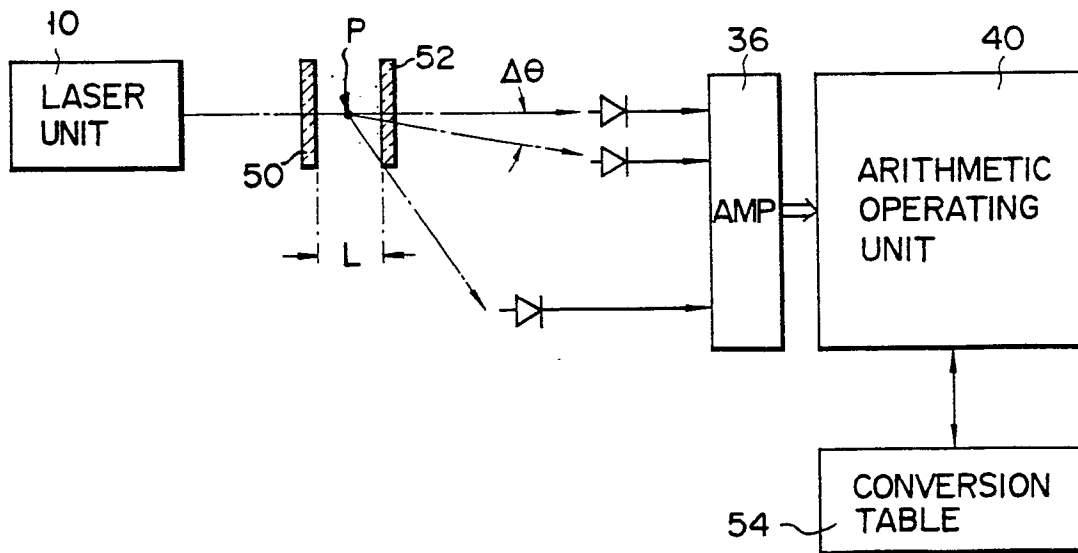 10
LASER
UNIT
P
52
50
L
Δθ
36
AMP
40
ARITHMETIC
OPERATING
UNIT
CONVERSION
TABLE
54